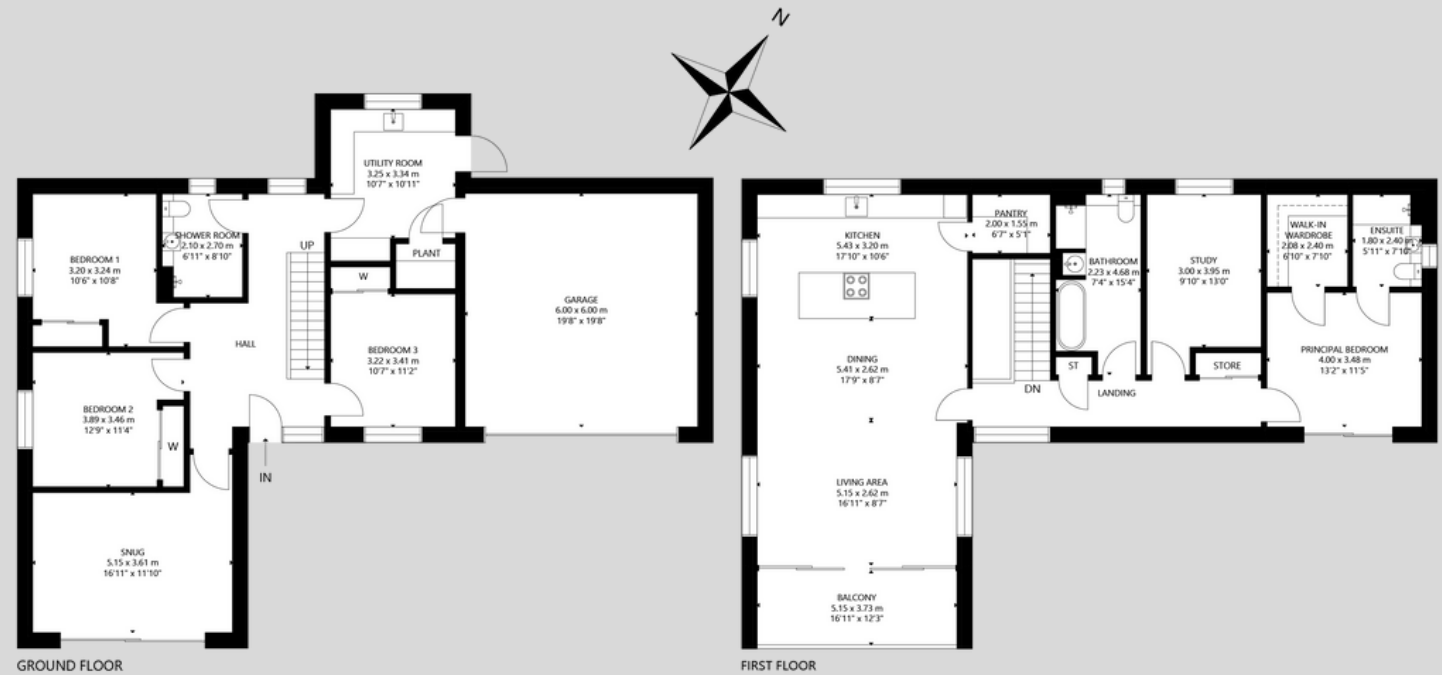 N
UTILITY ROOM
3.25 x 3.34 m
10'7" x 10'11"
SHOWER ROOM
2.10 x 2.70 m
6'11" x 8'10"
UP
PLANT
W
BEDROOM 1
3.20 x 3.24 m
10'6" x 10'8"
GARAGE
6.00 x 6.00 m
19'8" x 19'8"
HALL
BEDROOM 3
3.22 x 3.41 m
10'7" x 11'2"
BEDROOM 2
3.89 x 3.46 m
12'9" x 11'4"
W
IN
SNUG
5.15 x 3.61 m
16'11" x 11'10"
GROUND FLOOR
KITCHEN
5.43 x 3.20 m
17'10" x 10'6"
PANTRY
2.00 x 1.55 m
6'7" x 5'1"
BATHROOM
2.23 x 4.68 m
7'4" x 15'4"
STUDY
3.00 x 3.95 m
9'10" x 13'0"
WALK-IN
WARDROBE
2.08 x 2.40 m
6'10" x 7'10"
ENSUITE
1.80 x 2.40 m
5'11" x 7'10"
DINING
5.41 x 2.62 m
17'9" x 8'7"
PRINCIPAL BEDROOM
4.00 x 3.48 m
13'2" x 11'5"
ST
STORE
DN
LANDING
LIVING AREA
5.15 x 2.62 m
16'11" x 8'7"
BALCONY
5.15 x 3.73 m
16'11" x 12'3"
FIRST FLOOR